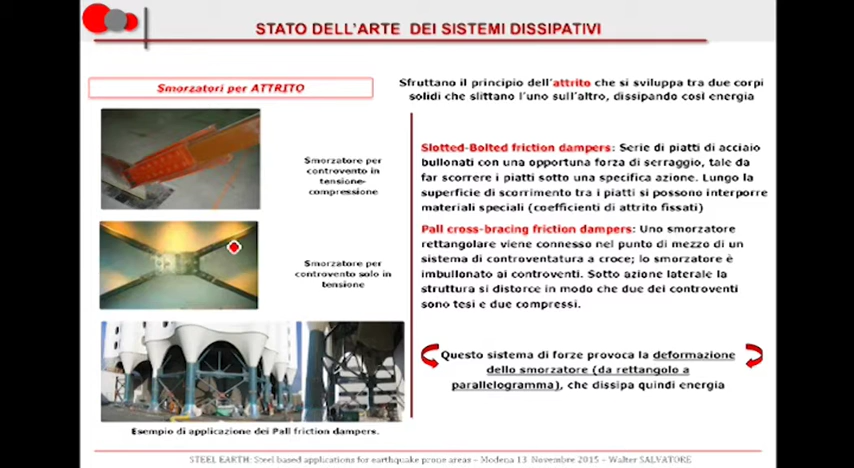 STATO DELL'ARTE DEI SISTEMI DISSIPATIVI
Smorzatori per ATTRITO
Sfruttano il principio dell'attrito che si sviluppa tra due corpi
solidi che slittano l'uno sull'altro, dissipando così energia
Smorzatore per
controvento in
tensione-
compressione
Smorzatore per
controvento solo in
tensione
Esempio di applicazione dei Pall friction dampers.
Slotted-Bolted friction dampers: Serie di piatti di acciaio
bullonati con una opportuna forza di serraggio, tale da
far scorrere i piatti sotto una specifica azione. Lungo la
superficie di scorrimento tra i piatti si possono interporre
materiali speciali (coefficienti di attrito fissati)
Pall cross-bracing friction dampers: Uno smorzatore
rettangolare viene connesso nel punto di mezzo di un
sistema di controventatura a croce; lo smorzatore è
imbullonato ai controventi. Sotto azione laterale la
struttura si distorce in modo che due dei controventi
sono tesi e due compressi.
Questo sistema di forze provoca la deformazione
dello smorzatore (da rettangolo a
parallelogramma), che dissipa quindi energia
STEEL EARTH: Steel based applications for earthquake prone areas – Modena 13 Novembre 2015 – Walter SALVATORE